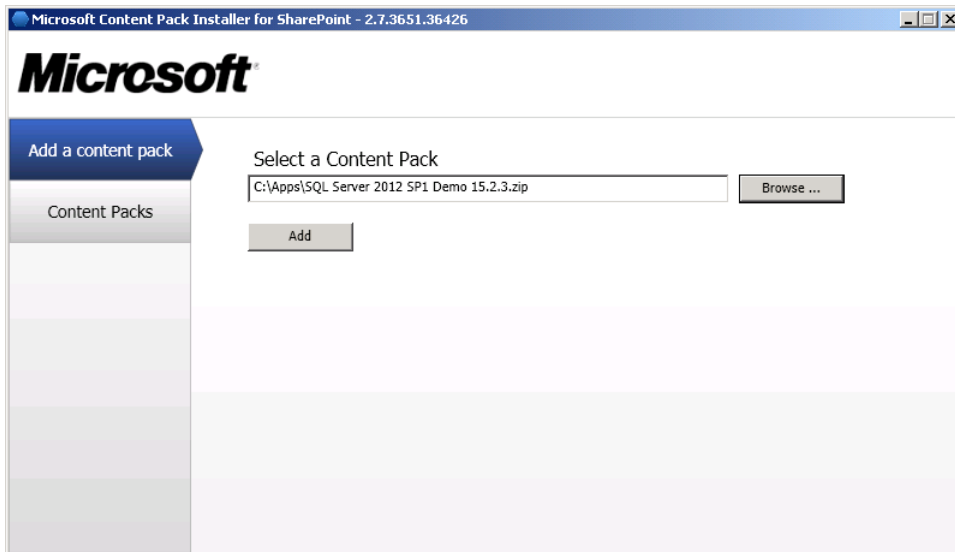 Microsoft Content Pack Installer for SharePoint - 2.7.3651.36426
Microsoft®
Add a content pack
Content Packs
Select a Content Pack
C:\Apps\SQL Server 2012 SP1 Demo 15.2.3.zip
Browse ...
Add